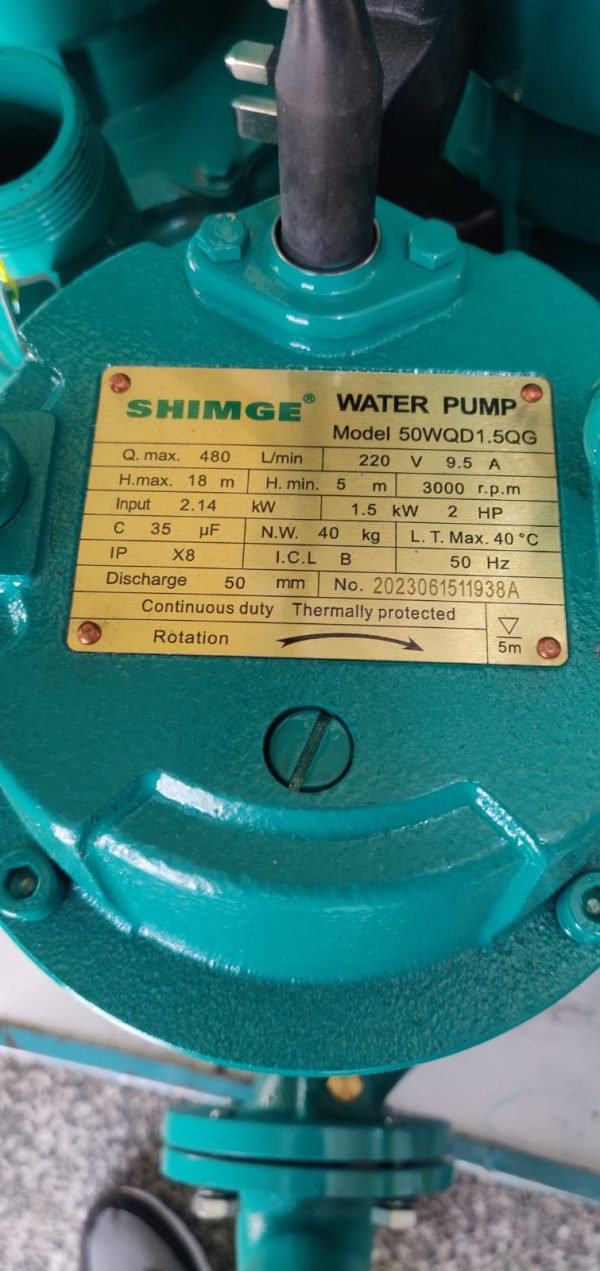 SHIMGE® WATER PUMP
Model 50WQD1.5QG
Q. max. 480 L/min 220 V 9.5 A
H.max. 18 m H. min. 5 m 3000 r.p.m
Input 2.14 kW 1.5 kW 2 HP
C 35 µF N.W. 40 kg L. T. Max. 40 °C
IP X8 I.C.L B 50 Hz
Discharge 50 mm No. 2023061511938A
Continuous duty Thermally protected
Rotation 5m